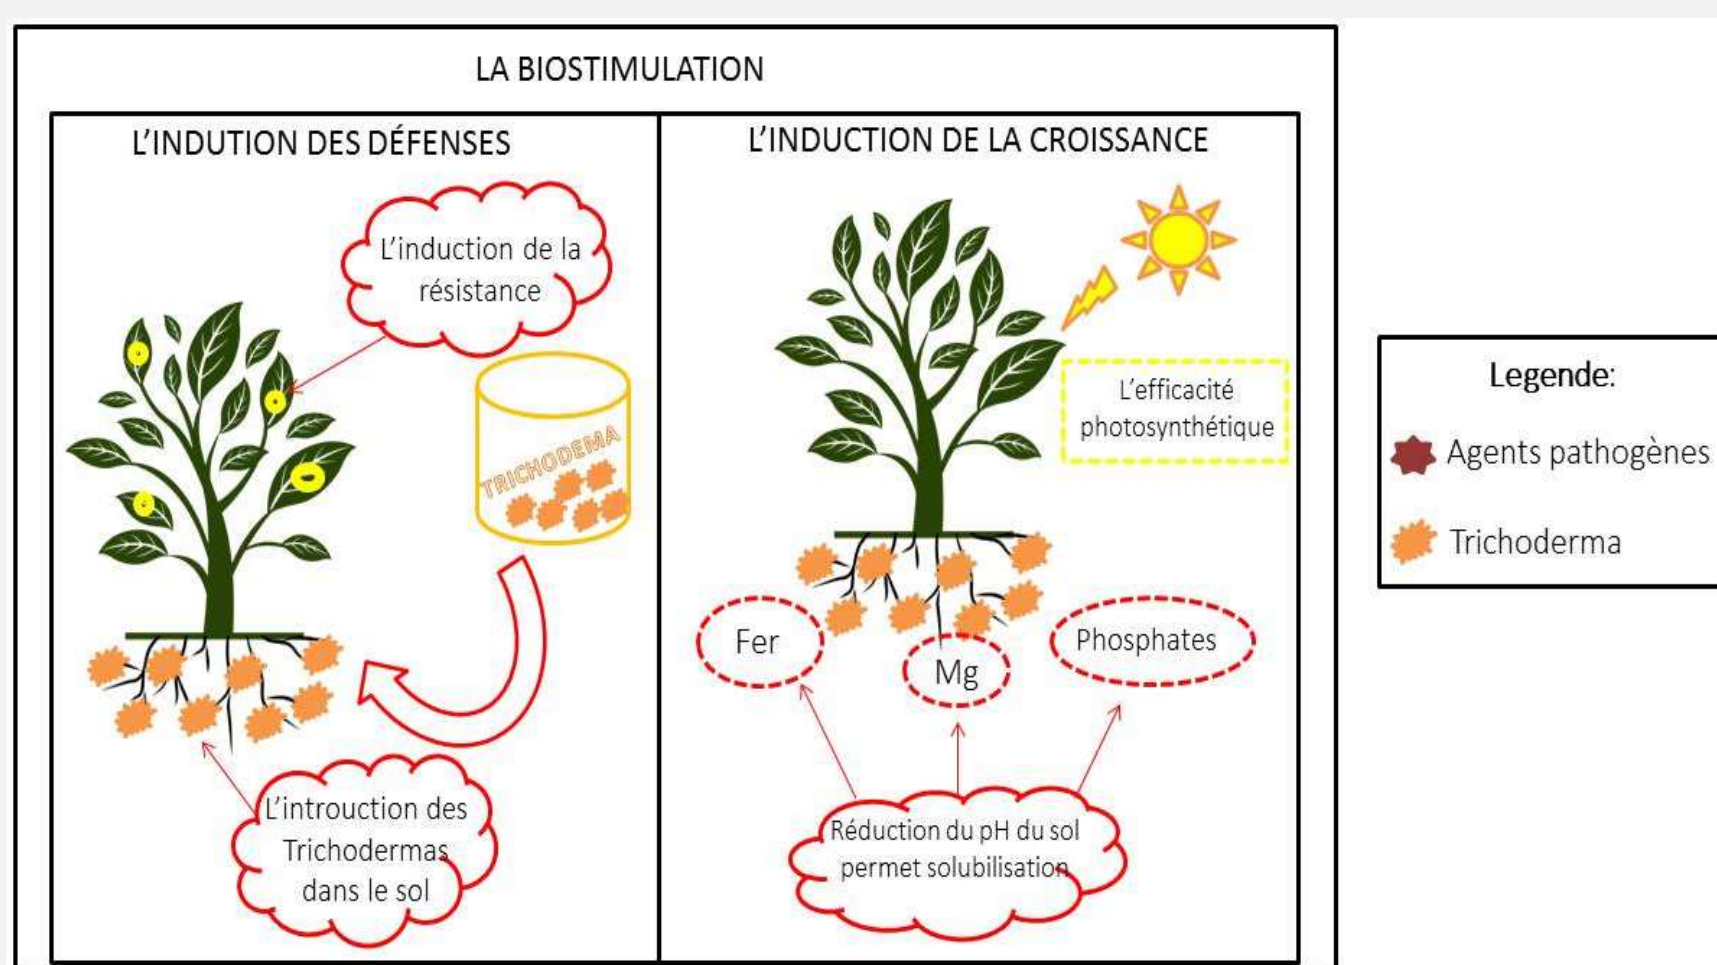 LA BIOSTIMULATION
L'INDUTION DES DÉFENSES
L'induction de la
résistance
TRICHODEMA
L'introuction des
Trichodermas
dans le sol
L'INDUCTION DE LA CROISSANCE
L'efficacité
photosynthétique
Fer
Mg
Phosphates
Réduction du pH du sol
permet solubilisation
Legende:
Agents pathogènes
Trichoderma